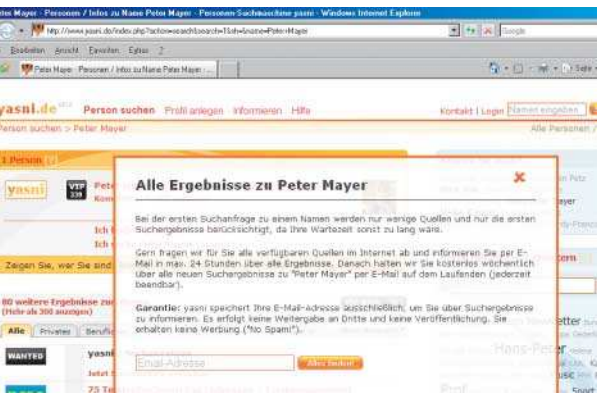 Mayer - Personen / Infos zu Name Peter Mayer - Personen-Suchmaschine yasni - Windows Internet Explorer
Google
Bearbeiten Ansicht Favoriten Extras ?
Peter Mayer - Personen / Infos zu Name Peter Mayer - ...
yasni.de Person suchen Profil anlegen Informieren Hilfe Kontakt | Login Namen eingeben
Person suchen > Peter Mayer Alle Personen /
1 Person
yasni VIP 339
Ich
Ich
Zeigen Sie, wer Sie sind
80 weitere Ergebnisse zu
(Mehr als 300 anzeigen)
Alle Privates
WANTED yasni
Jetzt
Alle Ergebnisse zu Peter Mayer
Bei der ersten Suchanfrage zu einem Namen werden nur wenige Quellen und nur die ersten
Suchergebnisse berücksichtigt, da Ihre Wartezeit sonst zu lang wäre.
Gern fragen wir für Sie alle verfügbaren Quellen im Internet ab und informieren Sie per E-
Mail in max. 24 Stunden über alle Ergebnisse. Danach halten wir Sie kostenlos wöchentlich
über alle neuen Suchergebnisse zu "Peter Mayer" per E-Mail auf dem Laufenden (jederzeit
beendbar).
Garantie: yasni speichert Ihre E-Mail-Adresse ausschließlich, um Sie über Suchergebnisse
zu informieren. Es erfolgt keine Weitergabe an Dritte und keine Veröffentlichung. Sie
erhalten keine Werbung ("No Spam!").
Email-Adresse Alles finden!
Hans-Peter
Sport